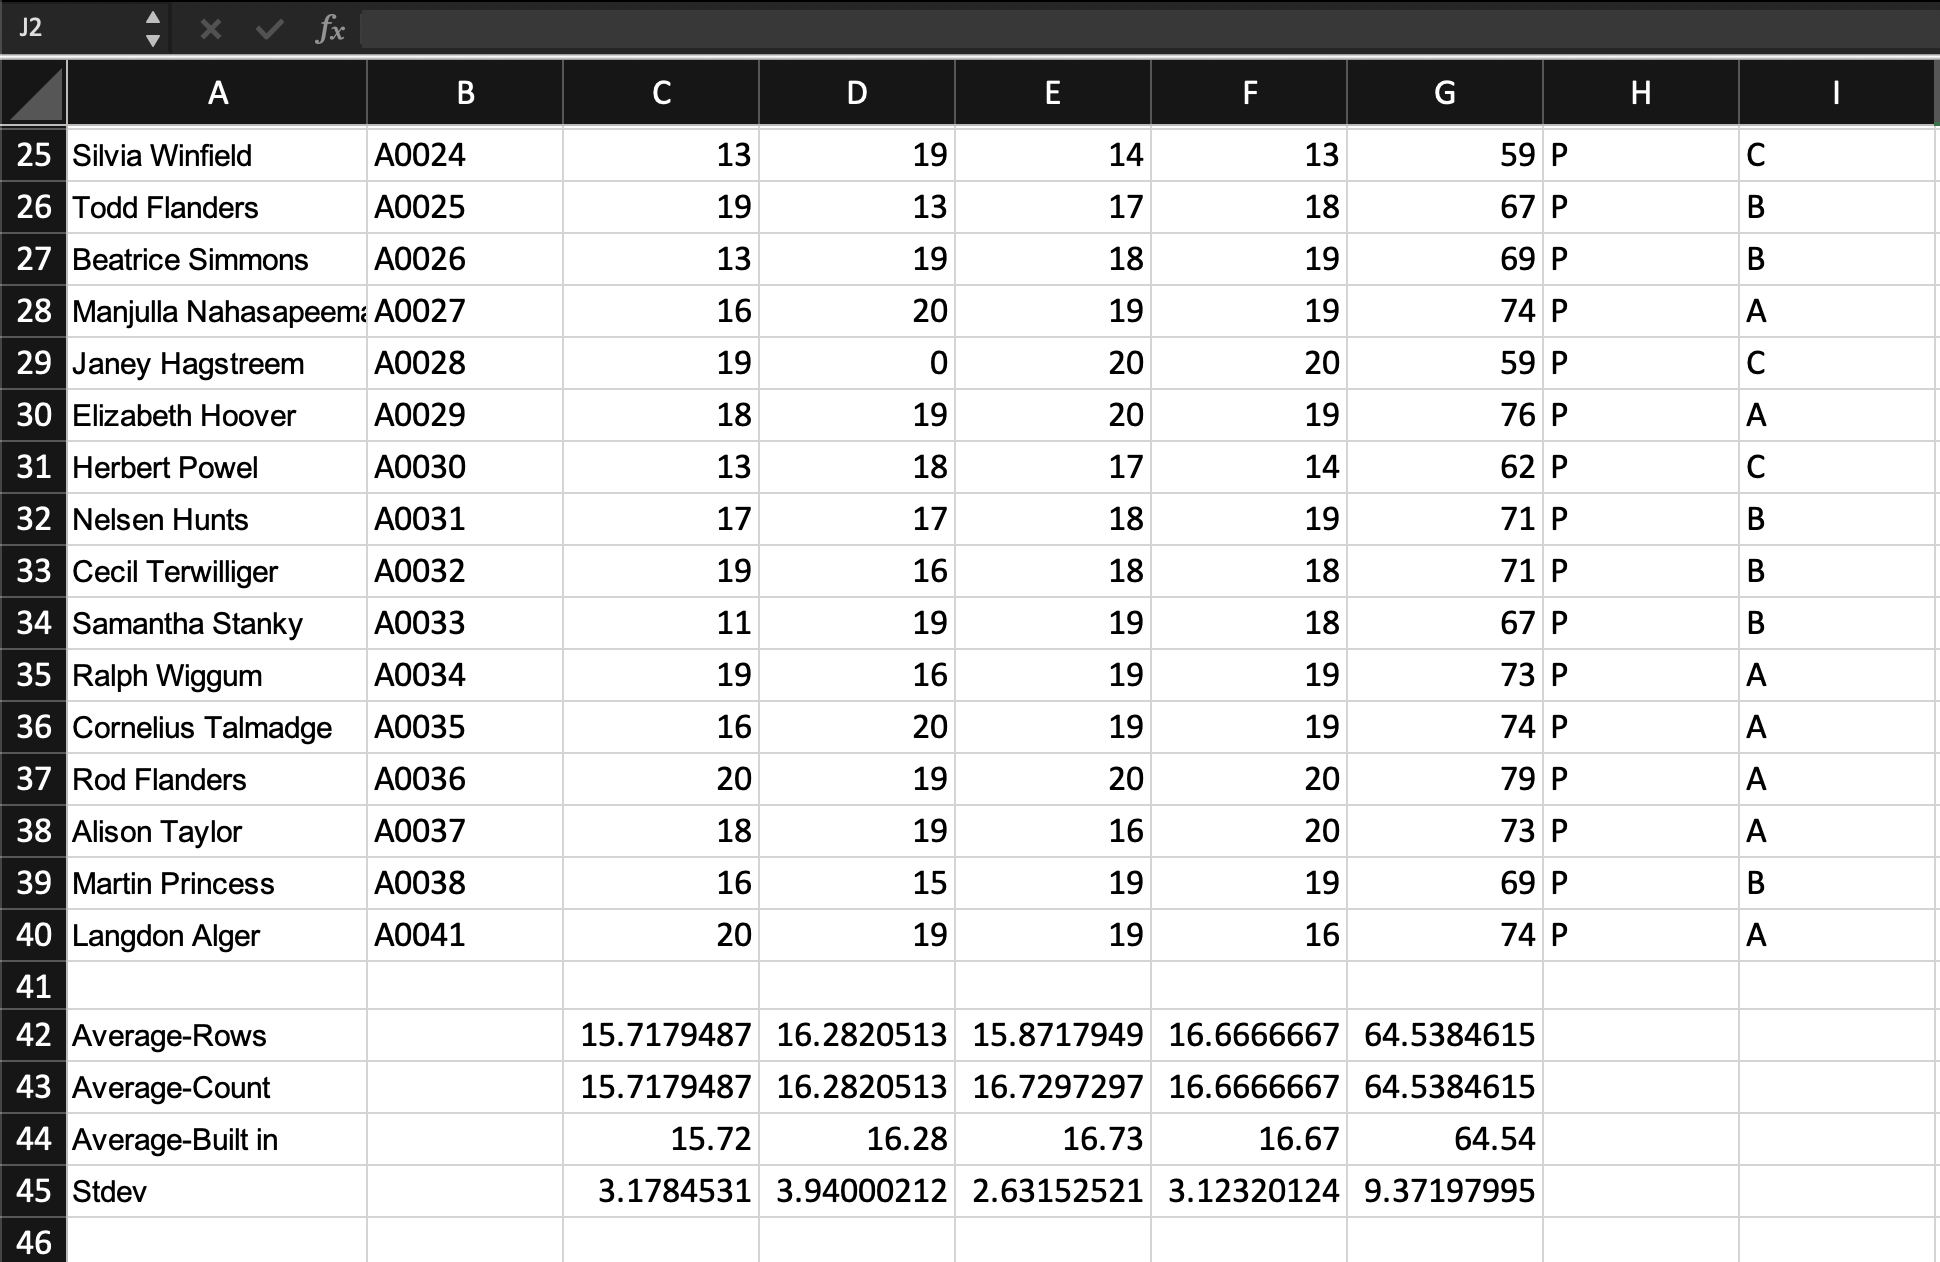 J2 fx
A B C D E F G H I
25 Silvia Winfield A0024 13 19 14 13 59 P C
26 Todd Flanders A0025 19 13 17 18 67 P B
27 Beatrice Simmons A0026 13 19 18 19 69 P B
28 Manjulla Nahasapeema A0027 16 20 19 19 74 P A
29 Janey Hagstreem A0028 19 0 20 20 59 P C
30 Elizabeth Hoover A0029 18 19 20 19 76 P A
31 Herbert Powel A0030 13 18 17 14 62 P C
32 Nelsen Hunts A0031 17 17 18 19 71 P B
33 Cecil Terwilliger A0032 19 16 18 18 71 P B
34 Samantha Stanky A0033 11 19 19 18 67 P B
35 Ralph Wiggum A0034 19 16 19 19 73 P A
36 Cornelius Talmadge A0035 16 20 19 19 74 P A
37 Rod Flanders A0036 20 19 20 20 79 P A
38 Alison Taylor A0037 18 19 16 20 73 P A
39 Martin Princess A0038 16 15 19 19 69 P B
40 Langdon Alger A0041 20 19 19 16 74 P A
41
42 Average-Rows 15.7179487 16.2820513 15.8717949 16.6666667 64.5384615
43 Average-Count 15.7179487 16.2820513 16.7297297 16.6666667 64.5384615
44 Average-Built in 15.72 16.28 16.73 16.67 64.54
45 Stdev 3.1784531 3.94000212 2.63152521 3.12320124 9.37197995
46